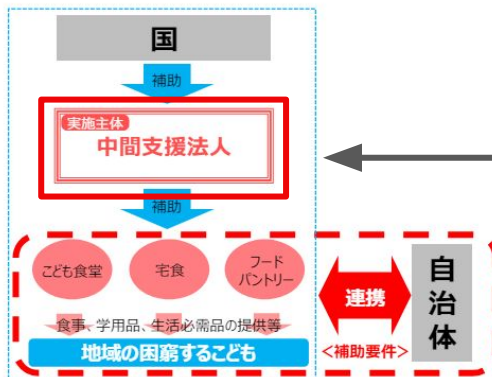 国
補助
実施主体
中間支援法人
補助
こども食堂
宅食
フード
パントリー
連携
自治体
食事、学用品、生活必需品の提供等
<補助要件>
地域の困窮するこども